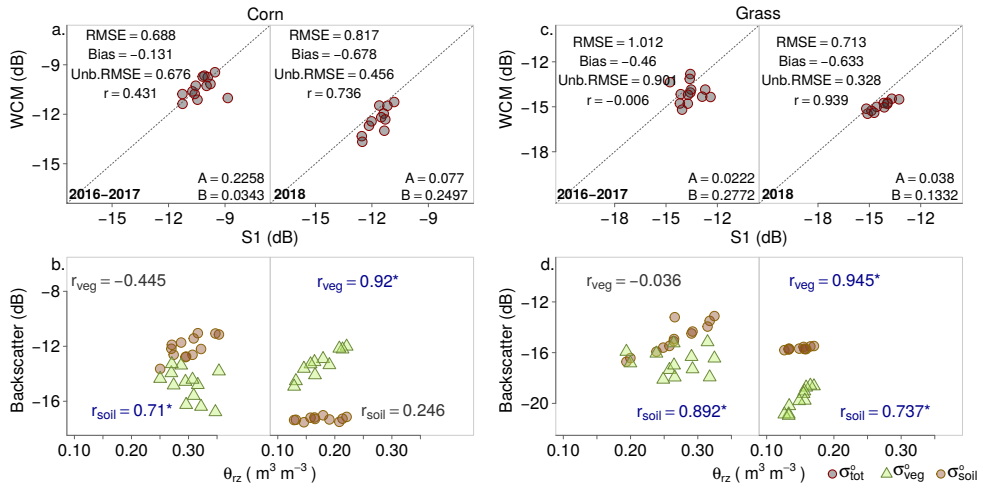 Corn
a.
RMSE = 0.688
Bias = −0.131
Unb.RMSE = 0.676
r = 0.431
RMSE = 0.817
Bias = −0.678
Unb.RMSE = 0.456
r = 0.736
WCM (dB)
−9
−12
−15
A = 0.2258
B = 0.0343
2016−2017
A = 0.077
B = 0.2497
2018
−15 −12 −9 −15 −12 −9
S1 (dB)
Grass
c.
RMSE = 1.012
Bias = −0.46
Unb.RMSE = 0.901
r = −0.006
RMSE = 0.713
Bias = −0.633
Unb.RMSE = 0.328
r = 0.939
WCM (dB)
−12
−15
−18
A = 0.0222
B = 0.2772
2016−2017
A = 0.038
B = 0.1332
2018
−18 −15 −12 −18 −15 −12
S1 (dB)
b.
r_veg = −0.445
r_veg = 0.92*
Backscatter (dB)
−8
−12
−16
r_soil = 0.71*
r_soil = 0.246
0.10 0.30 0.10 0.30
θ_rz ( m³ m⁻³ )
d.
r_veg = −0.036
r_veg = 0.945*
Backscatter (dB)
−12
−16
−20
r_soil = 0.892*
r_soil = 0.737*
0.10 0.30 0.10 0.30
θ_rz ( m³ m⁻³ )
σ°_tot σ°_veg σ°_soil